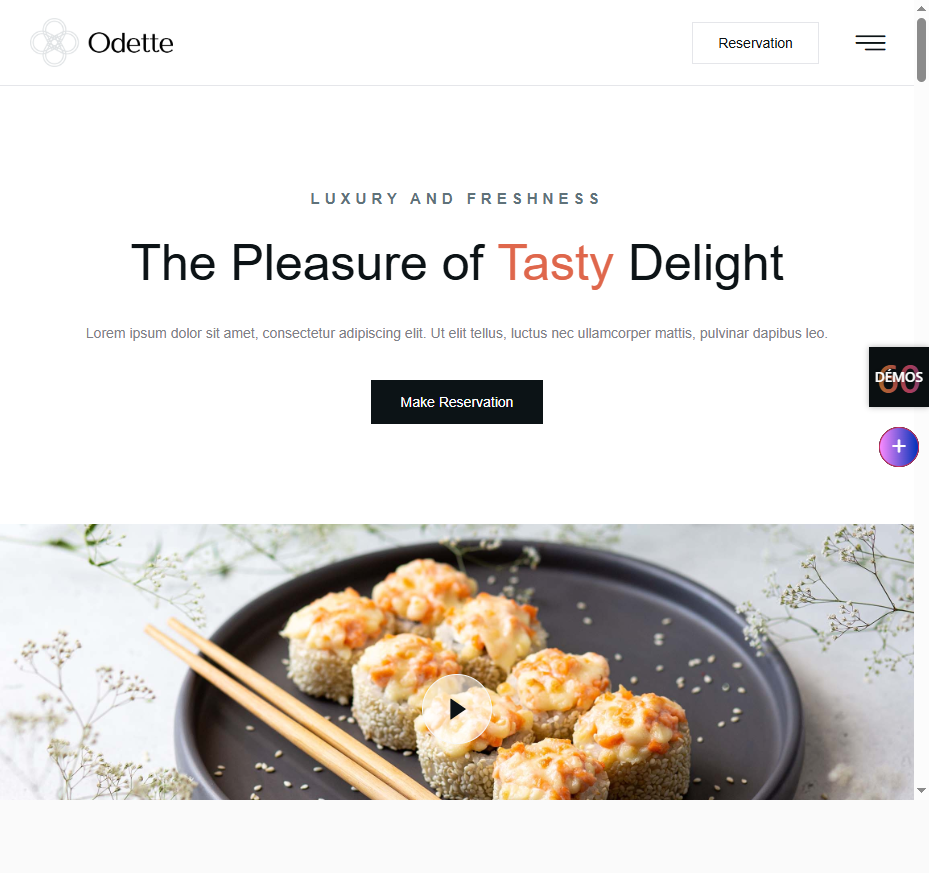 Odette
Reservation
LUXURY AND FRESHNESS
The Pleasure of Tasty Delight
Lorem ipsum dolor sit amet, consectetur adipiscing elit. Ut elit tellus, luctus nec ullamcorper mattis, pulvinar dapibus leo.
60
DÉMOS
Make Reservation
+